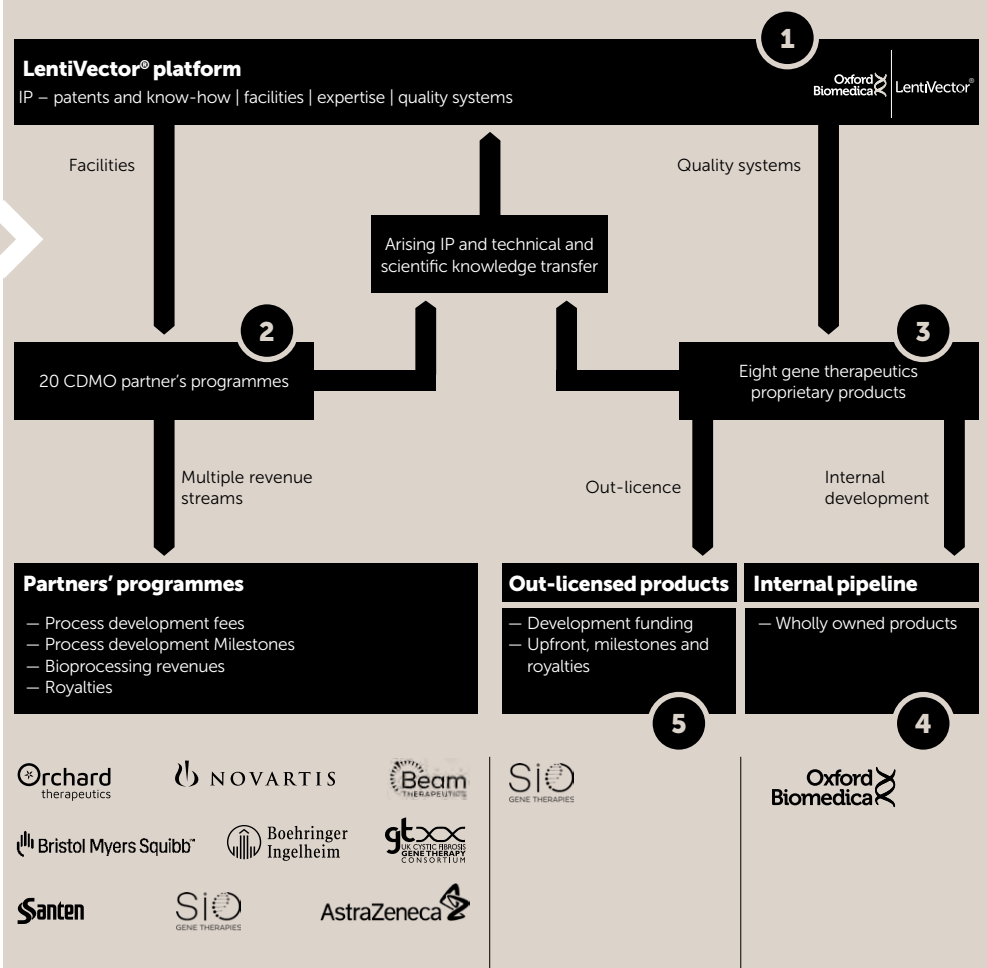 1
LentiVector® platform
IP – patents and know-how | facilities | expertise | quality systems
Oxford
Biomedica
LentiVector®
Facilities
Quality systems
Arising IP and technical and
scientific knowledge transfer
2
20 CDMO partner's programmes
3
Eight gene therapeutics
proprietary products
Multiple revenue
streams
Out-licence
Internal
development
Partners' programmes
— Process development fees
— Process development Milestones
— Bioprocessing revenues
— Royalties
Out-licensed products
— Development funding
— Upfront, milestones and
royalties
5
Internal pipeline
— Wholly owned products
4
Orchard
therapeutics
NOVARTIS
Beam
THERAPEUTICS
SiO
GENE THERAPIES
Oxford
Biomedica
Bristol Myers Squibb™
Boehringer
Ingelheim
gtxx
UK CYSTIC FIBROSIS
GENE THERAPY
CONSORTIUM
Santen
SiO
GENE THERAPIES
AstraZeneca